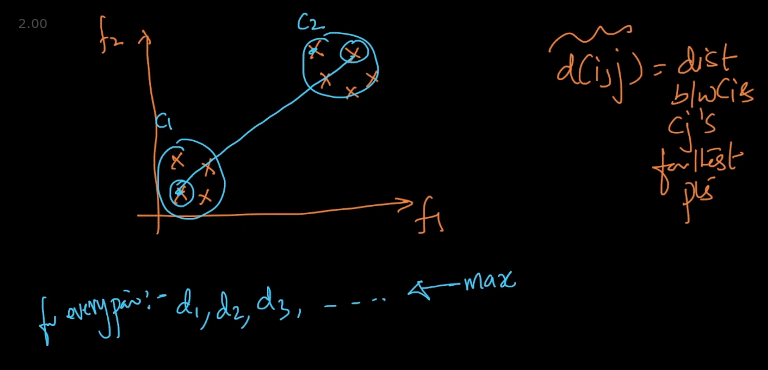 2.00
C2
f2
d(i,j) = dist
b/w Ci &
Cj's
farthest
pts
C1
f1
for every pair:- d1, d2, d3, ---- ← max